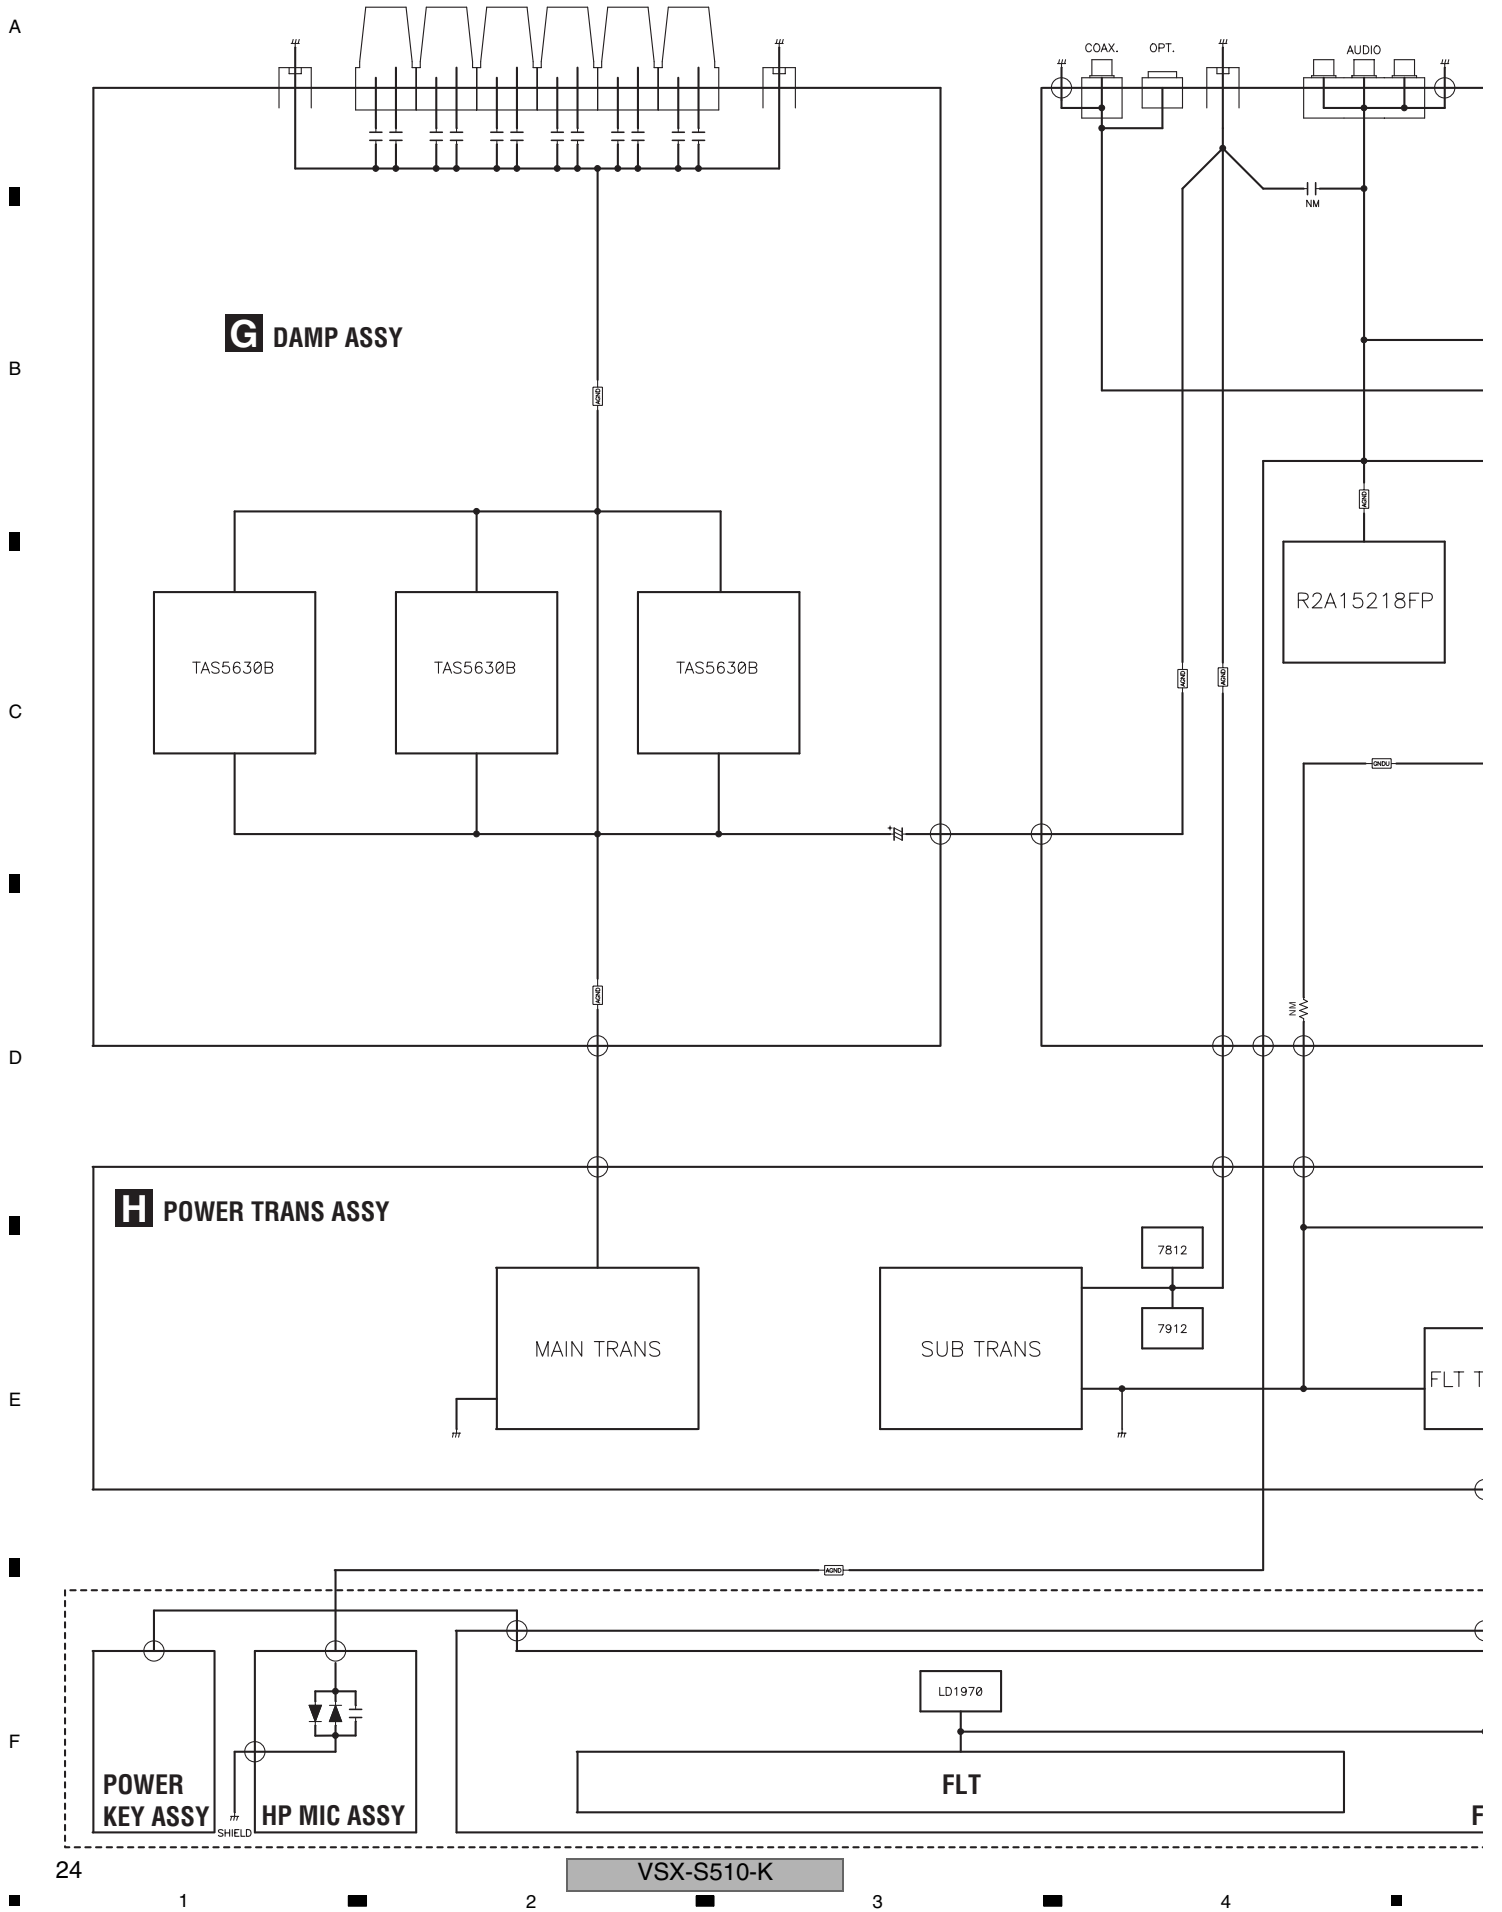 A
COAX.
OPT.
AUDIO
NM
G DAMP ASSY
B
AGND
AGND
R2A15218FP
TAS5630B
TAS5630B
TAS5630B
AGND
AGND
C
GNDU
AGND
NM
D
H POWER TRANS ASSY
7812
MAIN TRANS
SUB TRANS
7912
FLT T
E
AGND
LD1970
F
POWER
KEY ASSY
SHIELD
HP MIC ASSY
FLT
F
24
VSX-S510-K
1
2
3
4